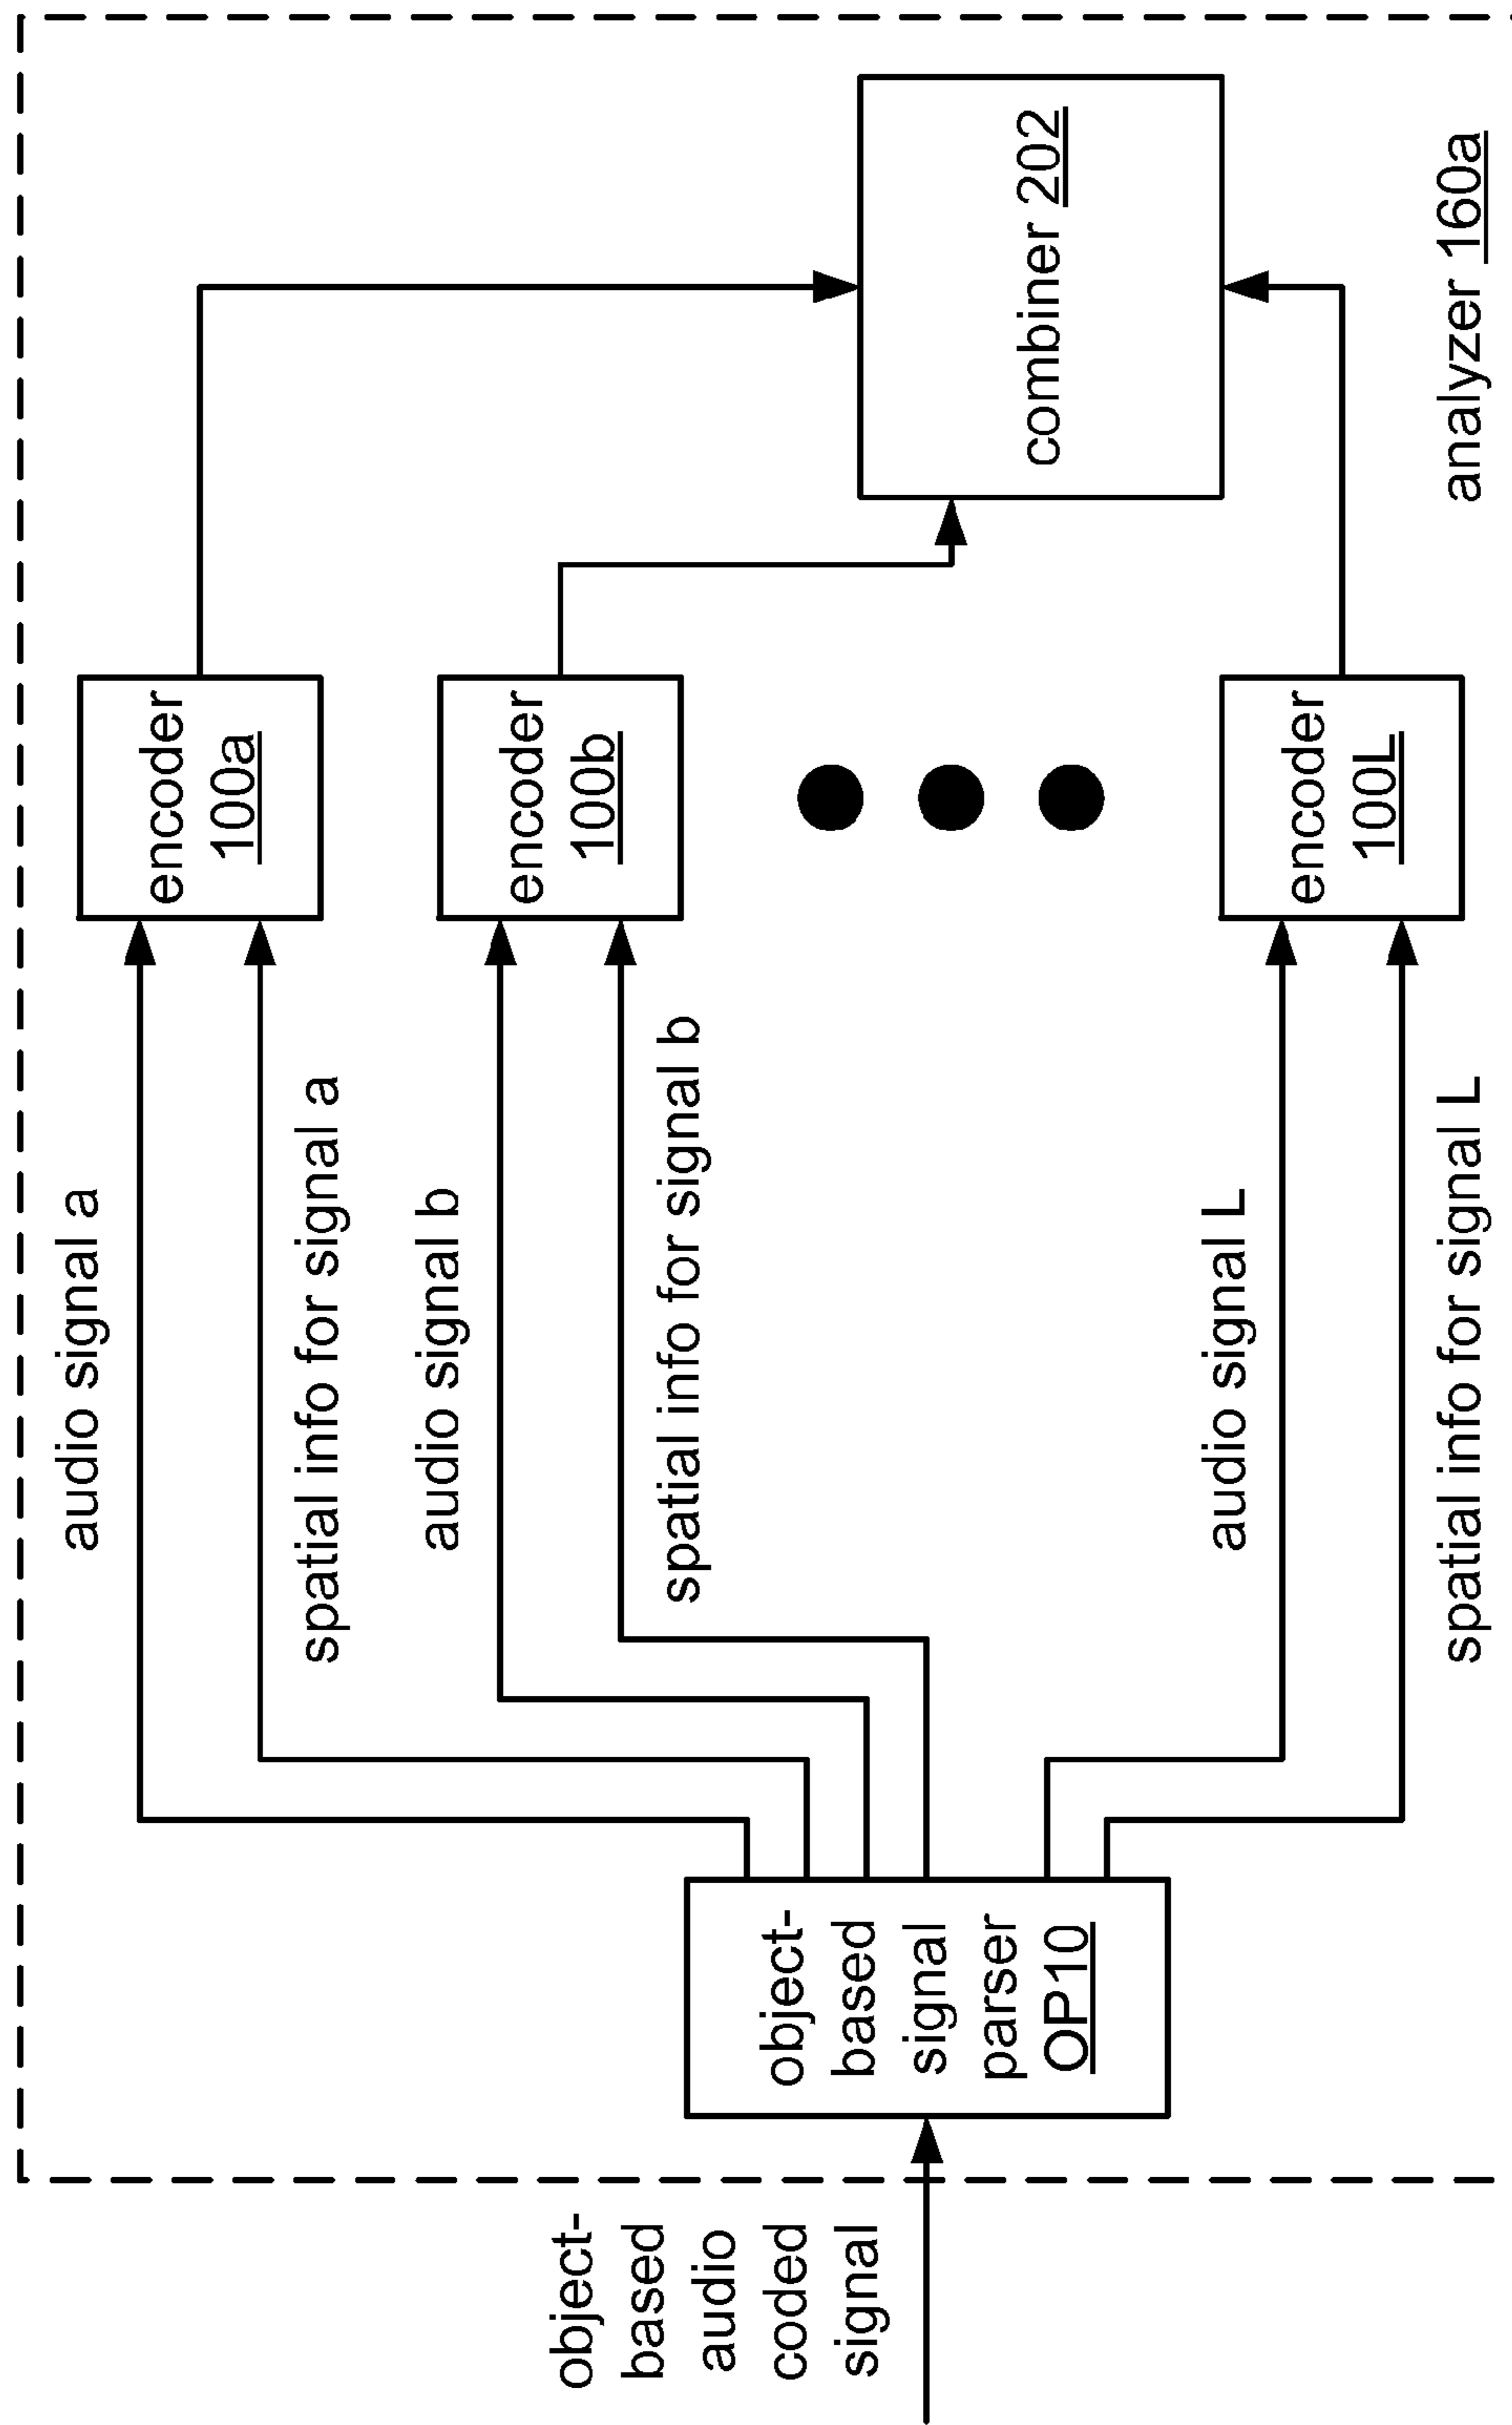 object-
based
audio
coded
signal
object-
based
signal
parser
OP10
audio signal a
spatial info for signal a
audio signal b
spatial info for signal b
audio signal L
spatial info for signal L
encoder
100a
encoder
100b
encoder
100L
combiner 202
analyzer 160a